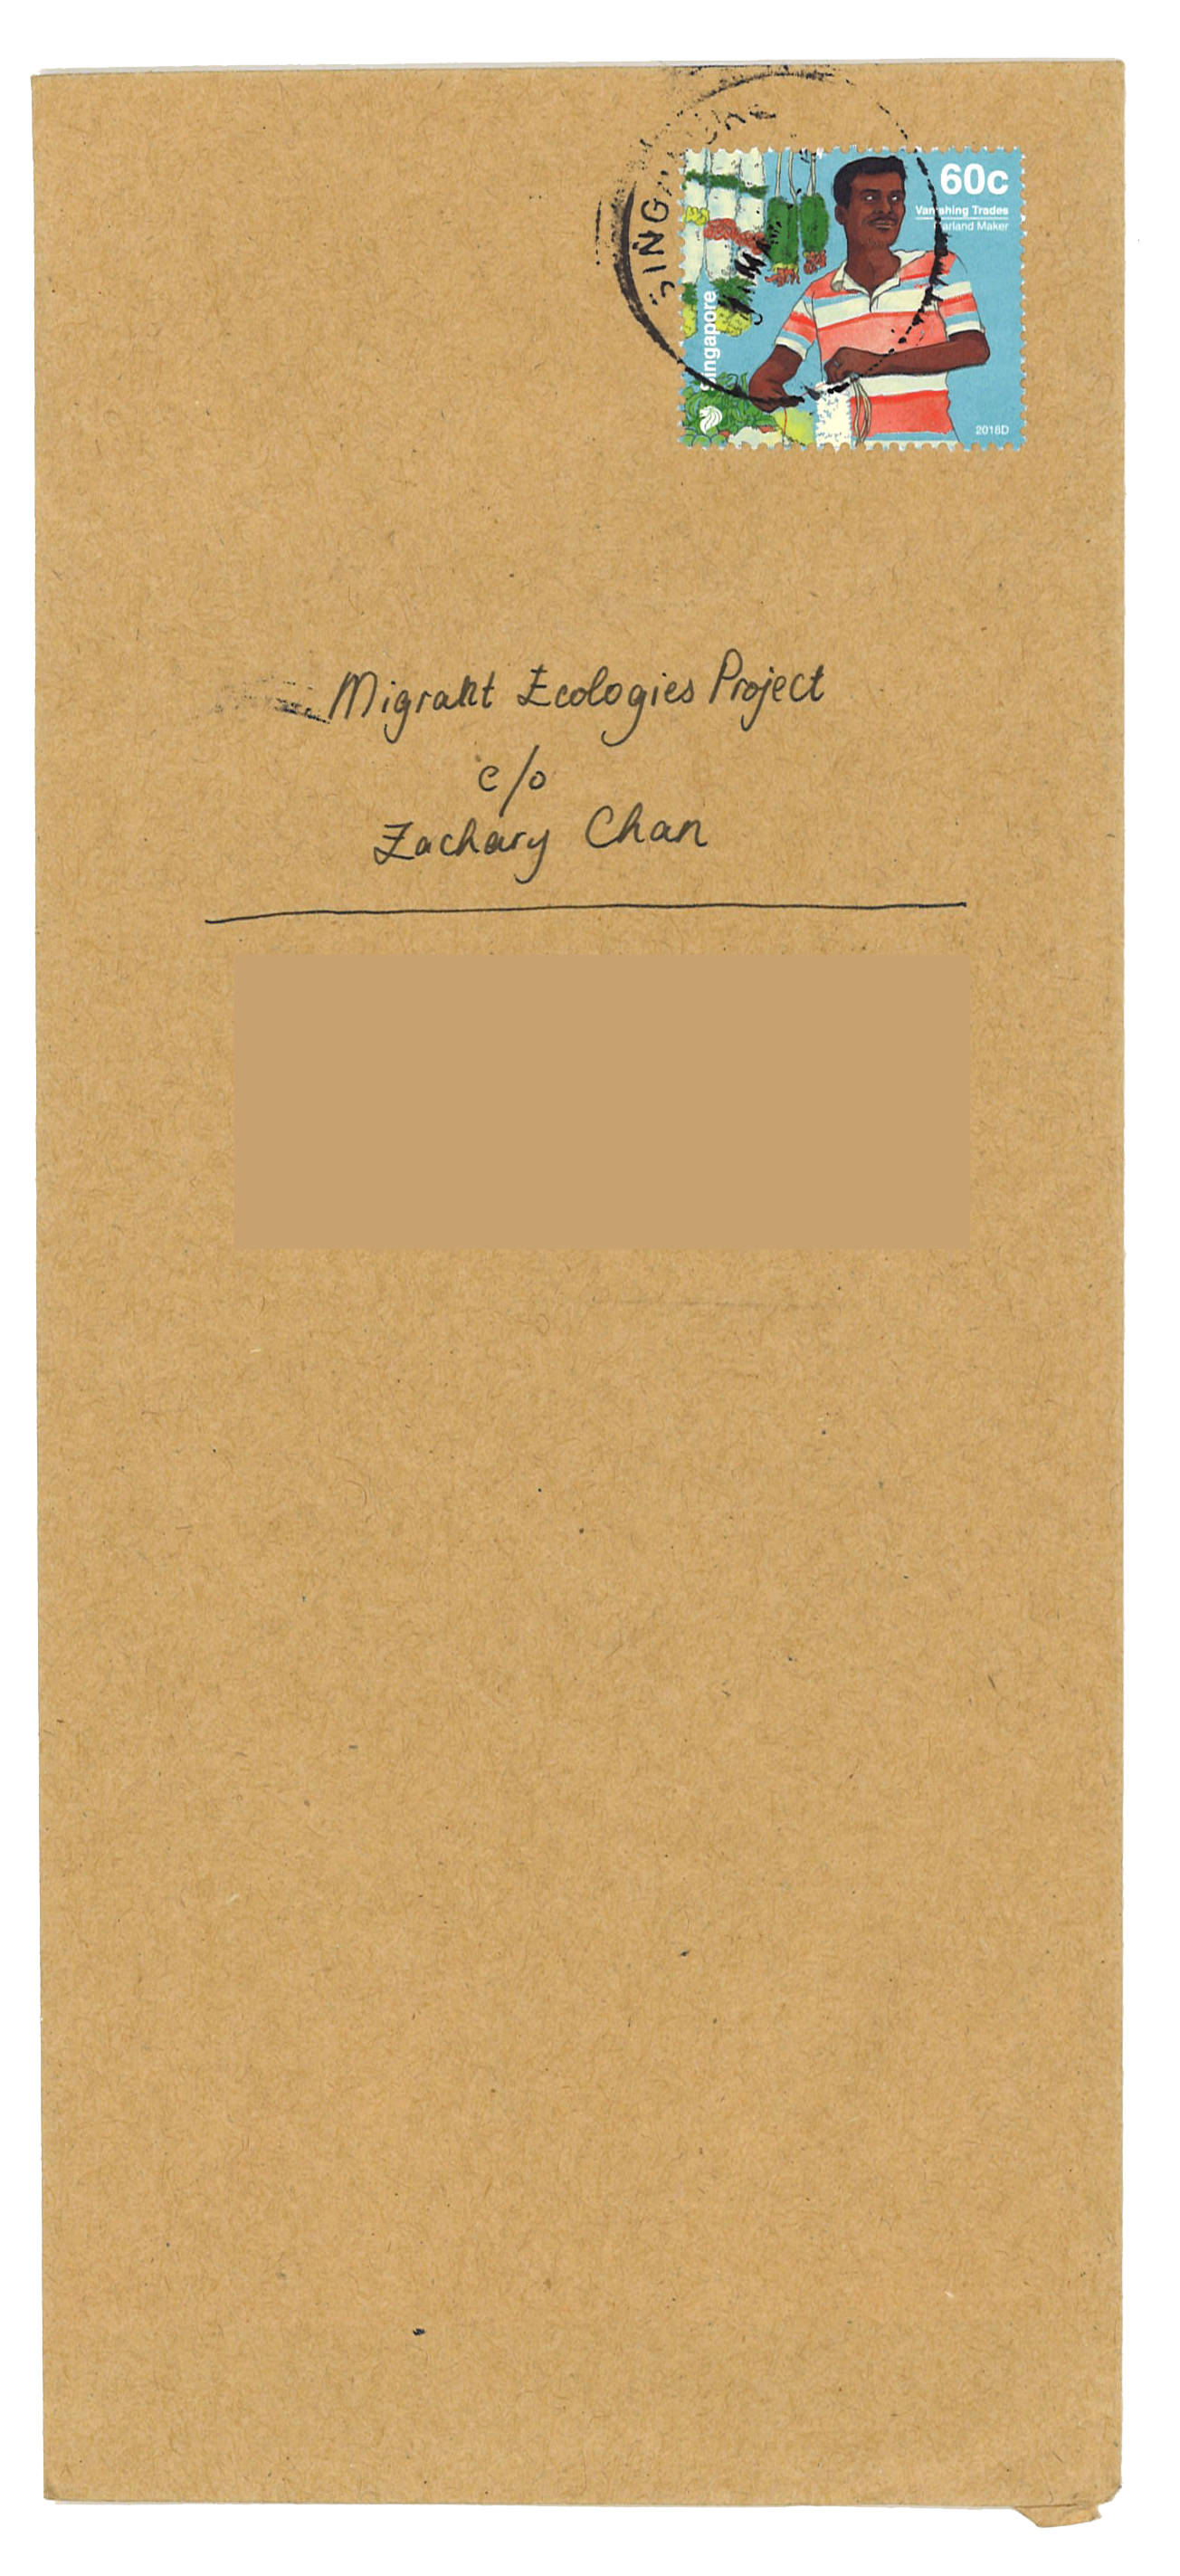 60c
Vanishing Trades
Garland Maker
Singapore
2018D
Migrant Ecologies Project
c/o
Zachary Chan